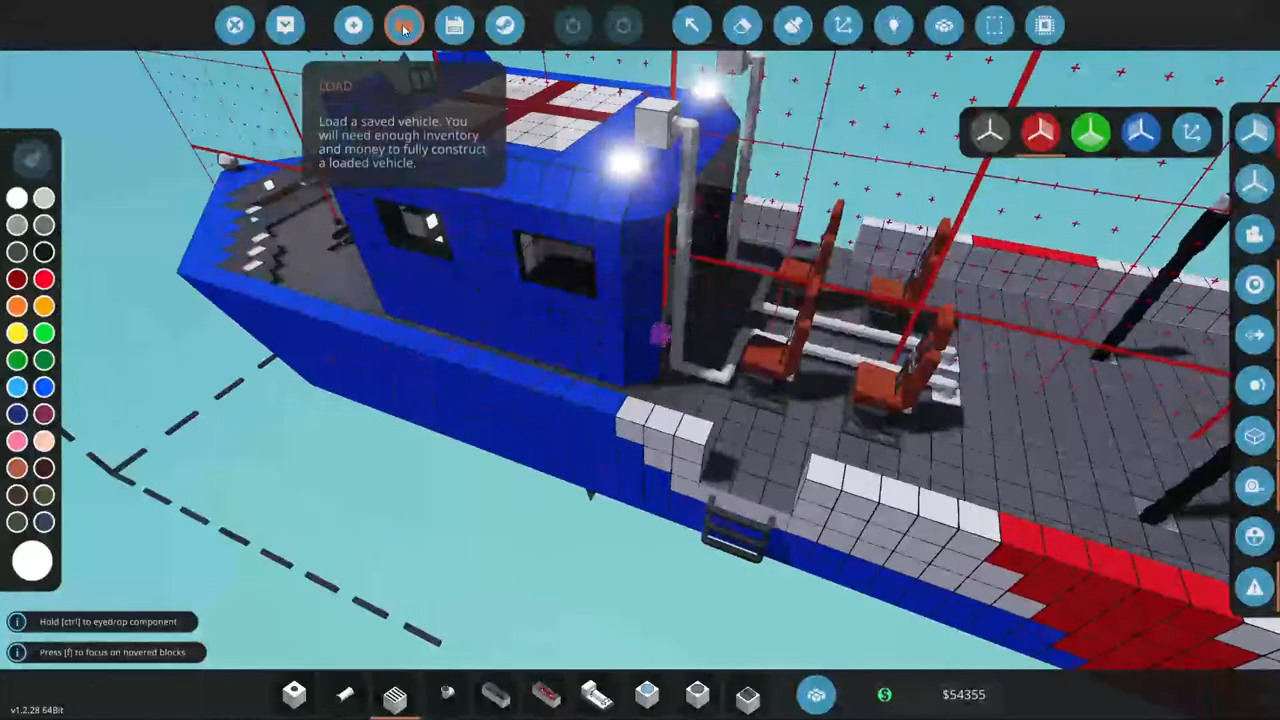 LOAD
Load a saved vehicle. You
will need enough inventory
and money to fully construct
a loaded vehicle.
Hold [ctrl] to eyedrop component
Press [f] to focus on hovered blocks
$54355
v1.2.28 64Bit